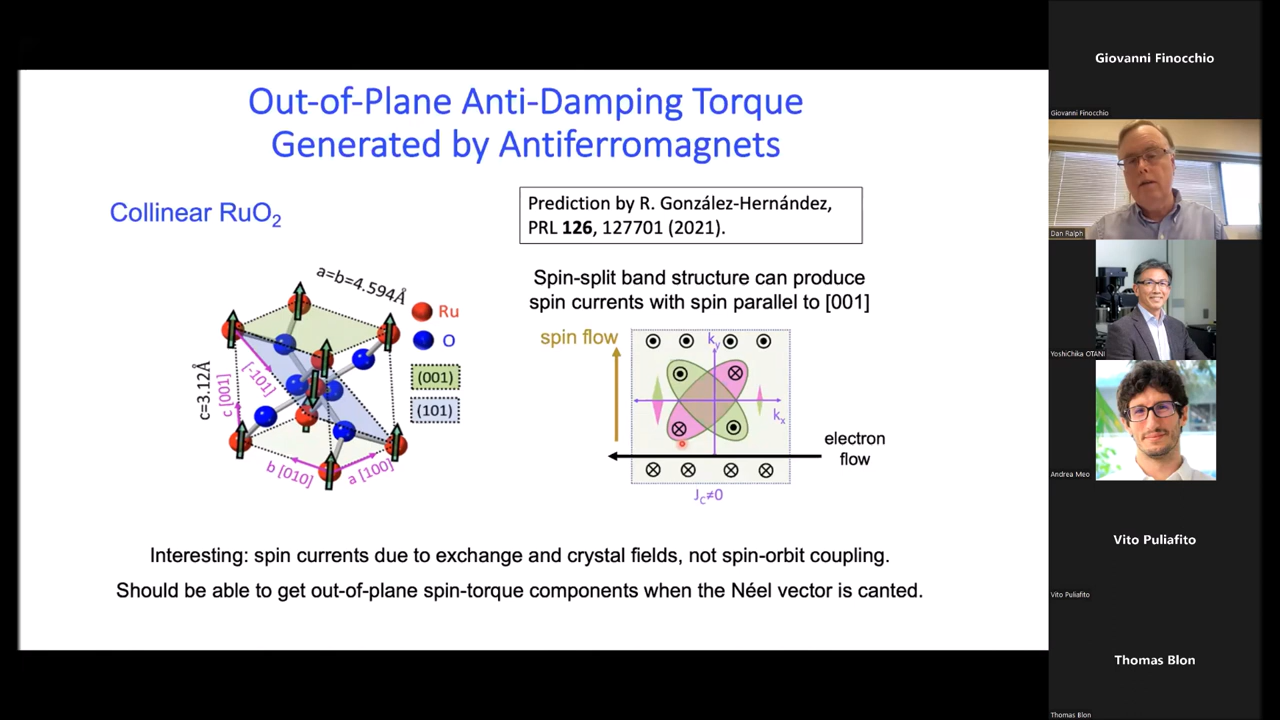 Out-of-Plane Anti-Damping Torque
Generated by Antiferromagnets
Collinear RuO₂
Prediction by R. González-Hernández,
PRL 126, 127701 (2021).
a=b=4.594Å
Ru
O
(001)
(101)
c=3.12Å
c [001]
[-101]
b [010]
a [100]
Spin-split band structure can produce
spin currents with spin parallel to [001]
spin flow
k_y
k_x
electron
flow
J_C≠0
Interesting: spin currents due to exchange and crystal fields, not spin-orbit coupling.
Should be able to get out-of-plane spin-torque components when the Néel vector is canted.
Giovanni Finocchio
Giovanni Finocchio
Dan Ralph
YoshiChika OTANI
Andrea Meo
Vito Puliafito
Vito Puliafito
Thomas Blon
Thomas Blon